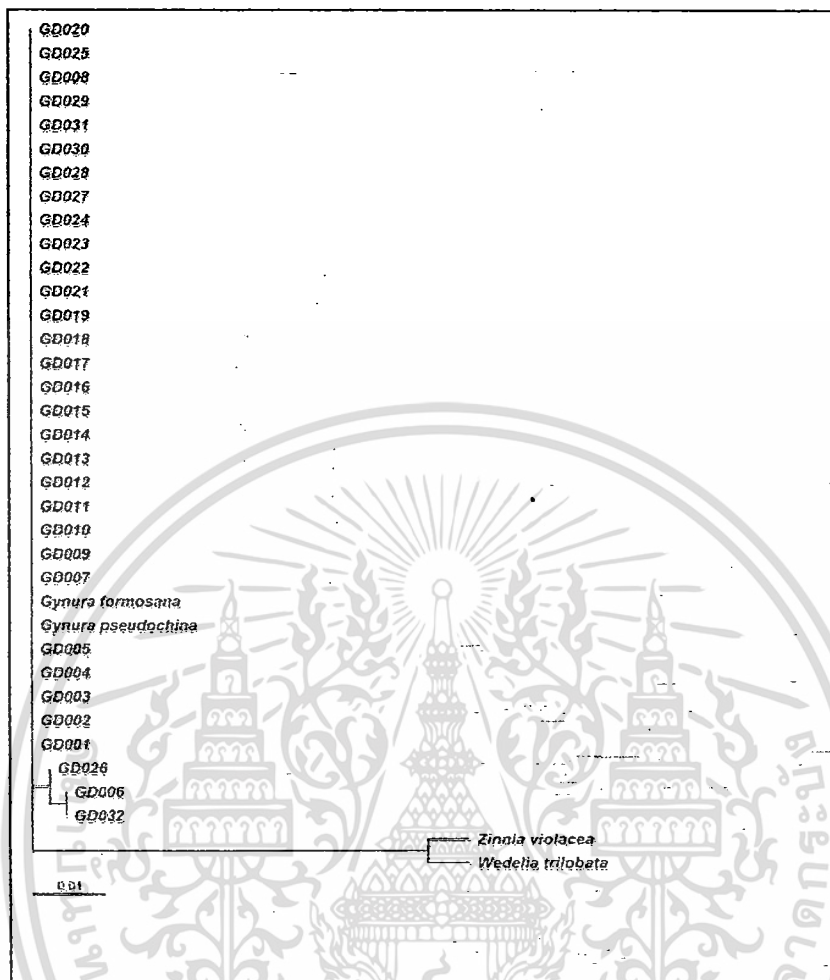 GD020
GD025
GD008
GD029
GD031
GD030
GD028
GD027
GD024
GD023
GD022
GD021
GD019
GD018
GD017
GD016
GD015
GD014
GD013
GD012
GD011
GD010
GD009
GD007
Gynura formosana
Gynura pseudochina
GD005
GD004
GD003
GD002
GD001
GD026
GD006
GD032
Zinnia violacea
Wedelia trilobata
0.01